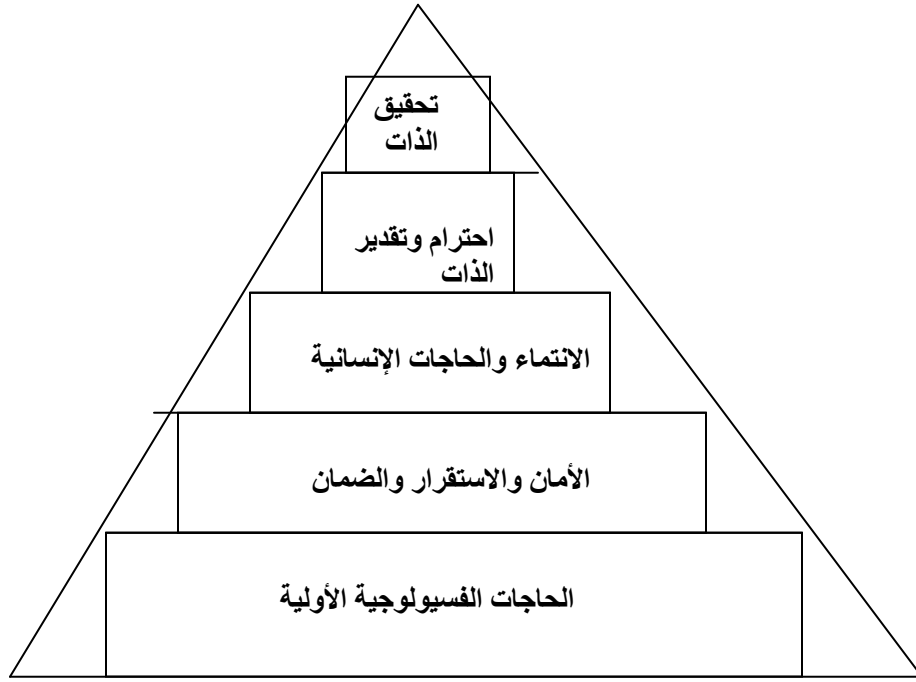 تحقيق
الذات
احترام وتقدير
الذات
الانتماء والحاجات الإنسانية
الأمان والاستقرار والضمان
الحاجات الفسيولوجية الأولية